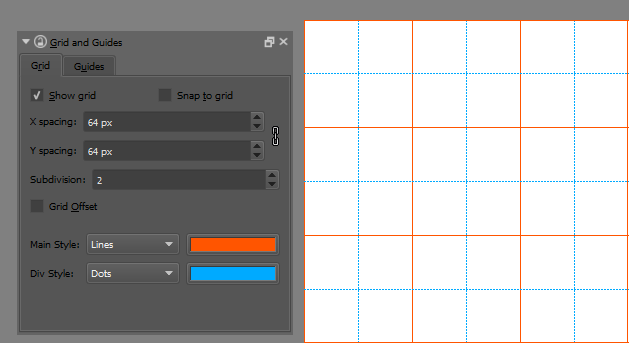 Grid and Guides
Grid Guides
Show grid Snap to grid
X spacing: 64 px
Y spacing: 64 px
Subdivision: 2
Grid Offset
Main Style: Lines
Div Style: Dots